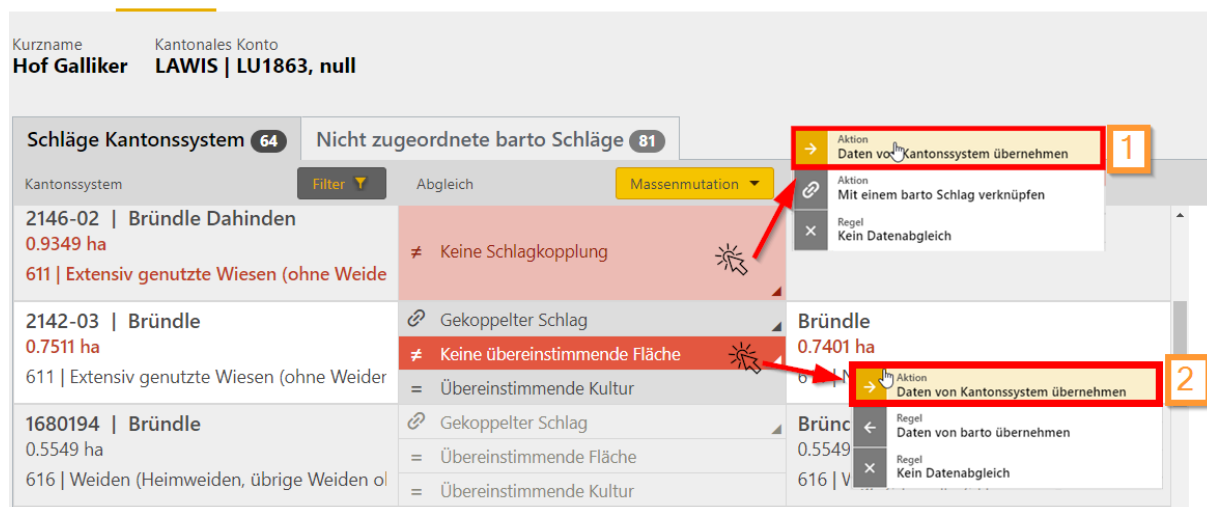 Kurzname Kantonales Konto
Hof Galliker LAWIS | LU1863, null
Schläge Kantonssystem 64 Nicht zugeordnete barto Schläge 81
Kantonssystem Filter Abgleich Massenmutation
Aktion
Daten von Kantonssystem übernehmen
1
Aktion
Mit einem barto Schlag verknüpfen
Regel
Kein Datenabgleich
2146-02 | Bründle Dahinden
0.9349 ha
611 | Extensiv genutzte Wiesen (ohne Weide
≠ Keine Schlagkopplung
2142-03 | Bründle
0.7511 ha
611 | Extensiv genutzte Wiesen (ohne Weider
Gekoppelter Schlag
≠ Keine übereinstimmende Fläche
= Übereinstimmende Kultur
Bründle
0.7401 ha
Aktion
Daten von Kantonssystem übernehmen
2
Regel
Daten von barto übernehmen
Regel
Kein Datenabgleich
1680194 | Bründle
0.5549 ha
616 | Weiden (Heimweiden, übrige Weiden ol
Gekoppelter Schlag
= Übereinstimmende Fläche
= Übereinstimmende Kultur
0.5549
616 |